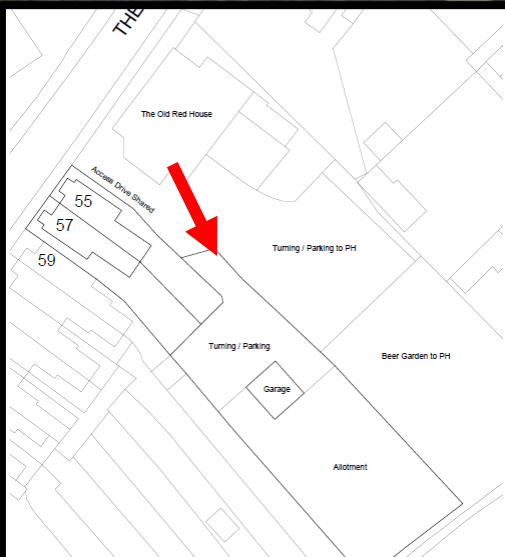 THE
The Old Red House
Access Drive Shared
55
57
59
Turning / Parking to PH
Turning / Parking
Beer Garden to PH
Garage
Allotment